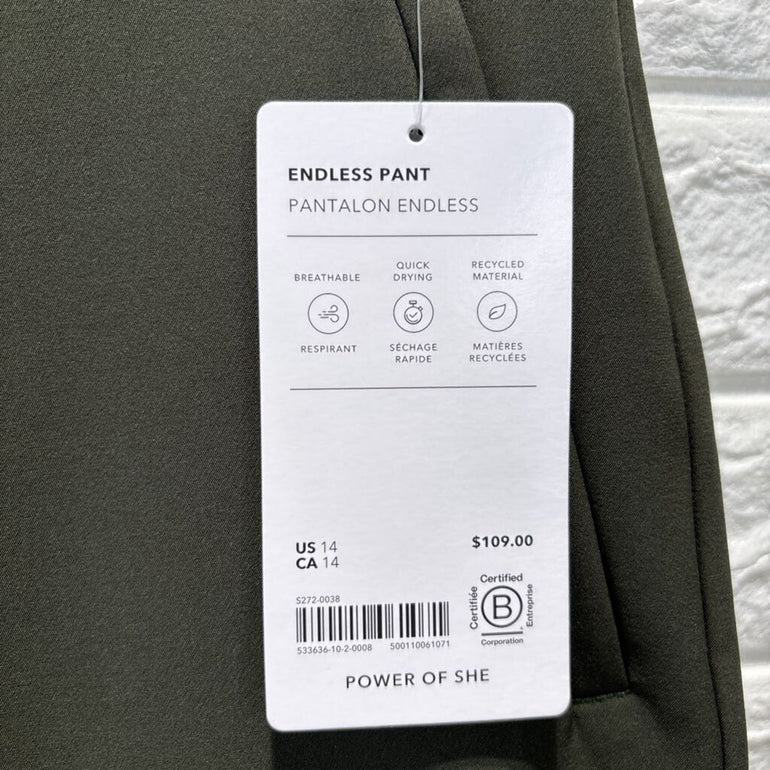 ENDLESS PANT
PANTALON ENDLESS
BREATHABLE
RESPIRANT
QUICK
DRYING
SÉCHAGE
RAPIDE
RECYCLED
MATERIAL
MATIÈRES
RECYCLÉES
US 14
CA 14
$109.00
S272-0038
533636-10-2-0008 500110061071
Certified
Certifiée
B
Entreprise
Corporation
POWER OF SHE